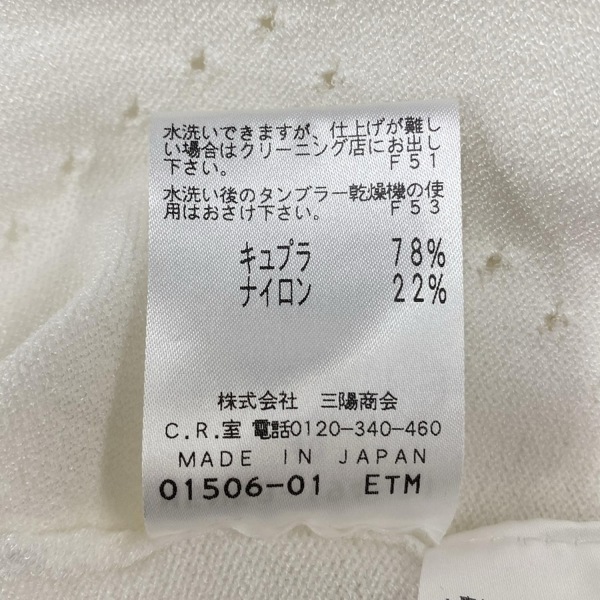 水洗いできますが、仕上げが難し
い場合はクリーニング店にお出し
下さい。 F51
水洗い後のタンブラー乾燥機の使
用はおさけ下さい。 F53
キュプラ 78%
ナイロン 22%
株式会社 三陽商会
C.R.室 電話0120-340-460
MADE IN JAPAN
01506-01 ETM